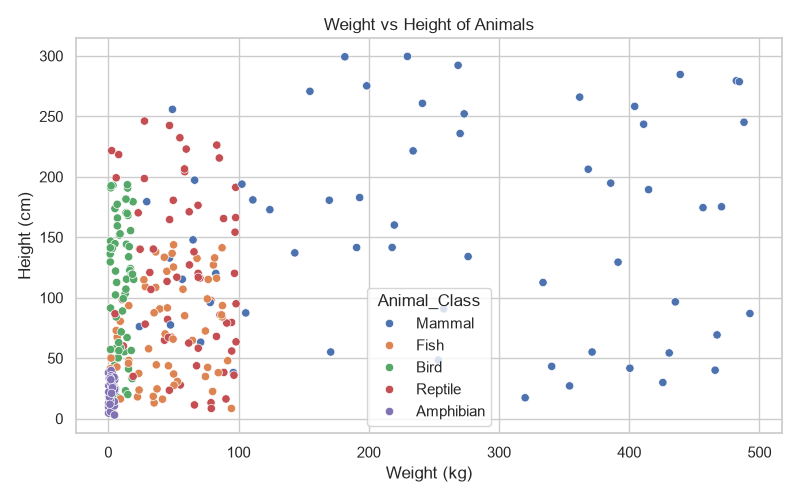 Weight vs Height of Animals
300
250
200
150
100
50
0
Height (cm)
Animal_Class
Mammal
Fish
Bird
Reptile
Amphibian
0 100 200 300 400 500
Weight (kg)